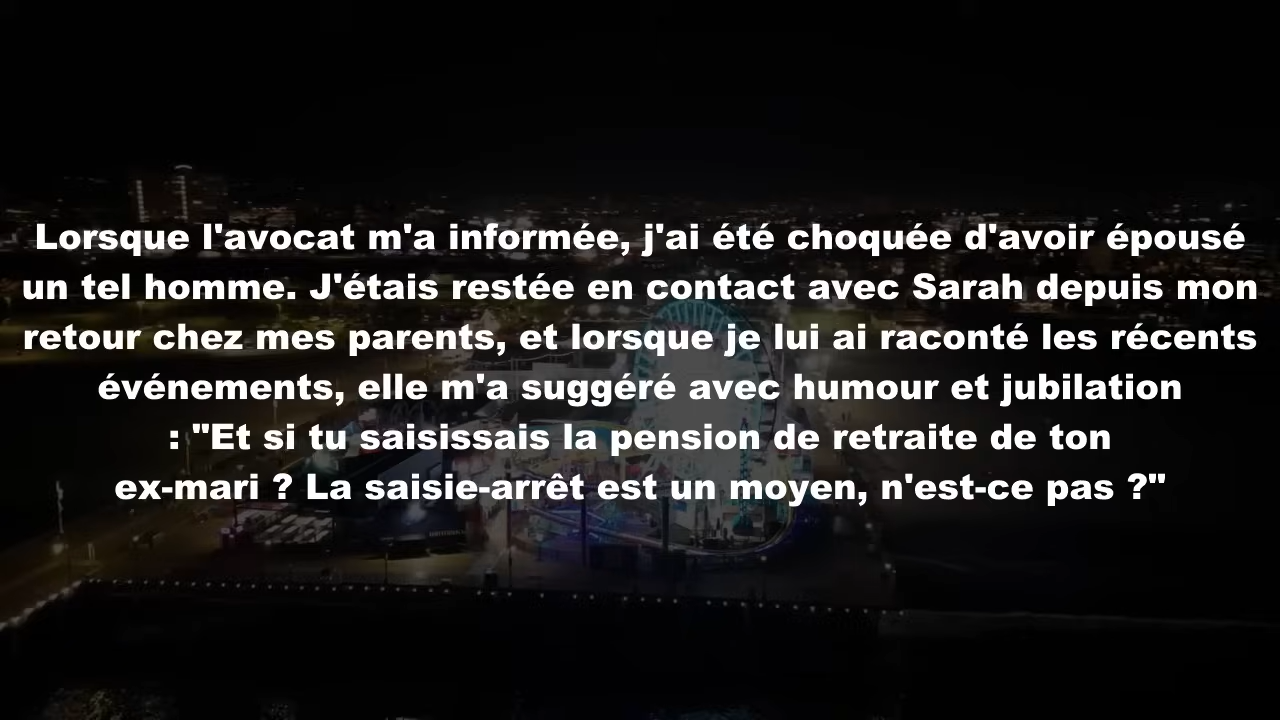 Lorsque l'avocat m'a informée, j'ai été choquée d'avoir épousé
un tel homme. J'étais restée en contact avec Sarah depuis mon
retour chez mes parents, et lorsque je lui ai raconté les récents
événements, elle m'a suggéré avec humour et jubilation
: "Et si tu saisissais la pension de retraite de ton
ex-mari ? La saisie-arrêt est un moyen, n'est-ce pas ?"